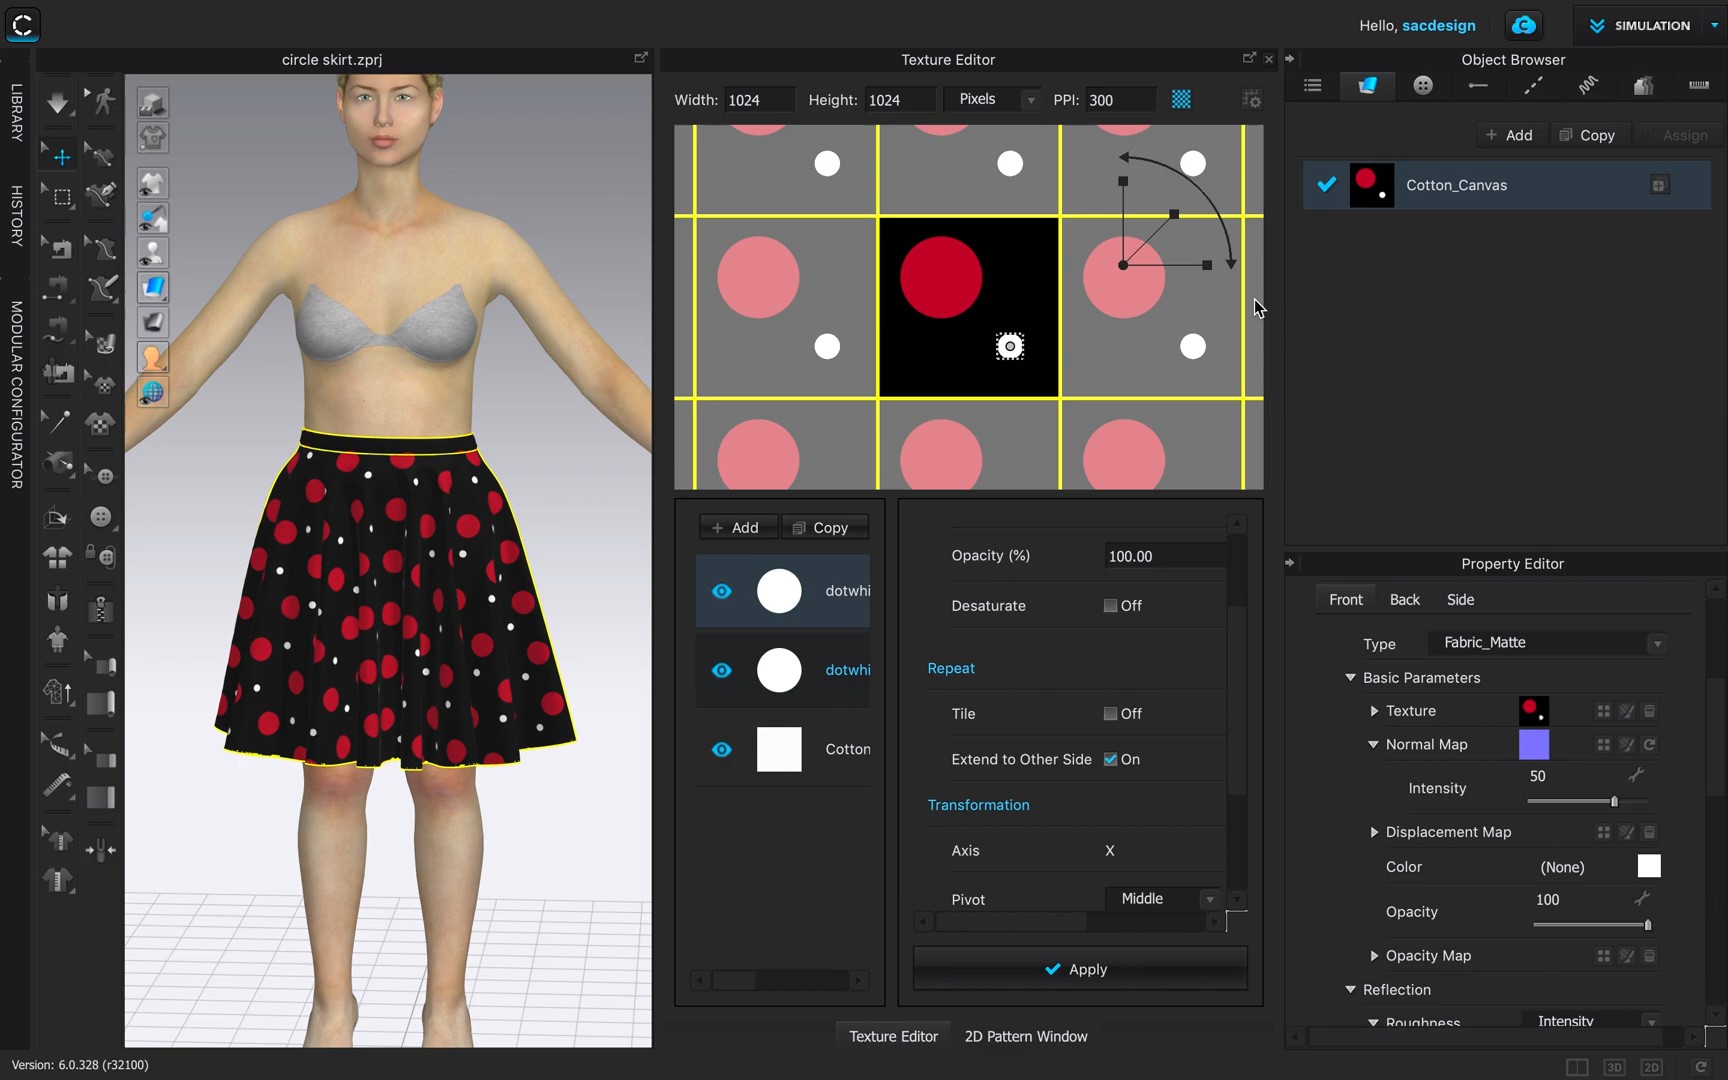 Hello, sacdesign
SIMULATION
circle skirt.zprj
Texture Editor
Object Browser
LIBRARY
HISTORY
MODULAR CONFIGURATOR
Width: 1024 Height: 1024 Pixels PPI: 300
+ Add Copy Assign
Cotton_Canvas
+ Add Copy
dotwhi
dotwhi
Cotton
Opacity (%) 100.00
Desaturate Off
Repeat
Tile Off
Extend to Other Side On
Transformation
Axis X
Pivot Middle
Apply
Texture Editor 2D Pattern Window
Property Editor
Front Back Side
Type Fabric_Matte
Basic Parameters
Texture
Normal Map
50
Intensity
Displacement Map
Color (None)
100
Opacity
Opacity Map
Reflection
Roughness Intensity
Version: 6.0.328 (r32100)
3D 2D